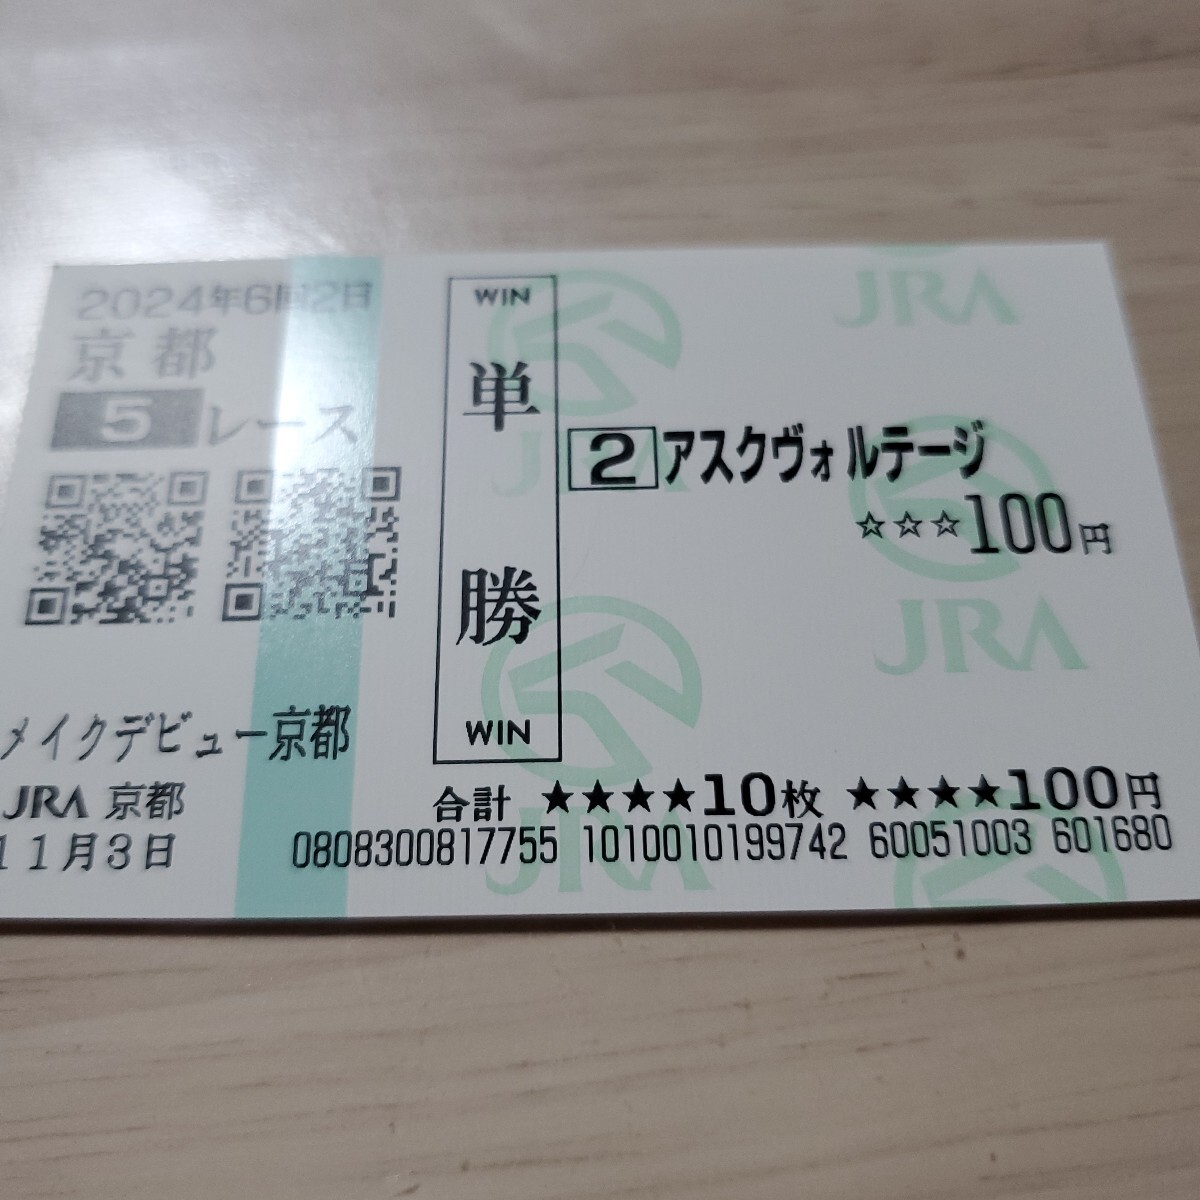 2024年6回2日
京都
5レース
メイクデビュー京都
JRA 京都
11月3日
WIN
単勝
WIN
2 アスクヴォルテージ
☆☆☆100円
合計 ★★★★10枚 ★★★★100円
0808300817755 1010010199742 60051003 601680
JRA
JRA
JRA
JRA